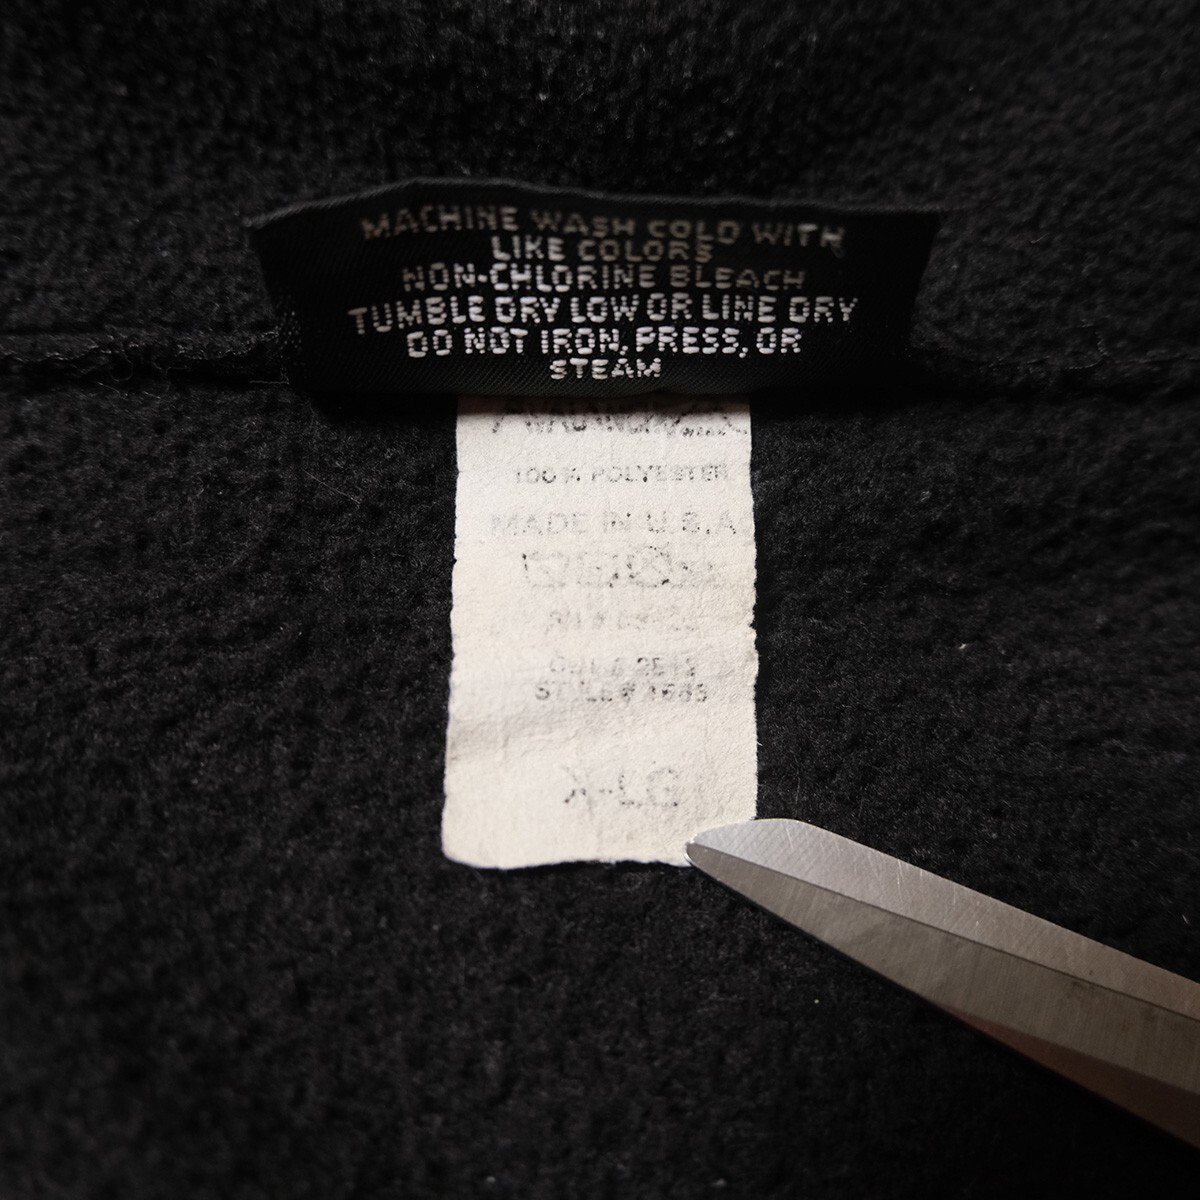 MACHINE WASH COLD WITH
LIKE COLORS
NON-CHLORINE BLEACH
TUMBLE DRY LOW OR LINE DRY
DO NOT IRON, PRESS, OR
STEAM
100% POLYESTER
MADE IN U.S.A
STYLE#
X-LG